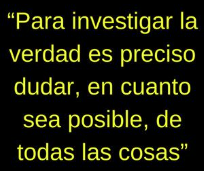 “Para investigar la
verdad es preciso
dudar, en cuanto
sea posible, de
todas las cosas”